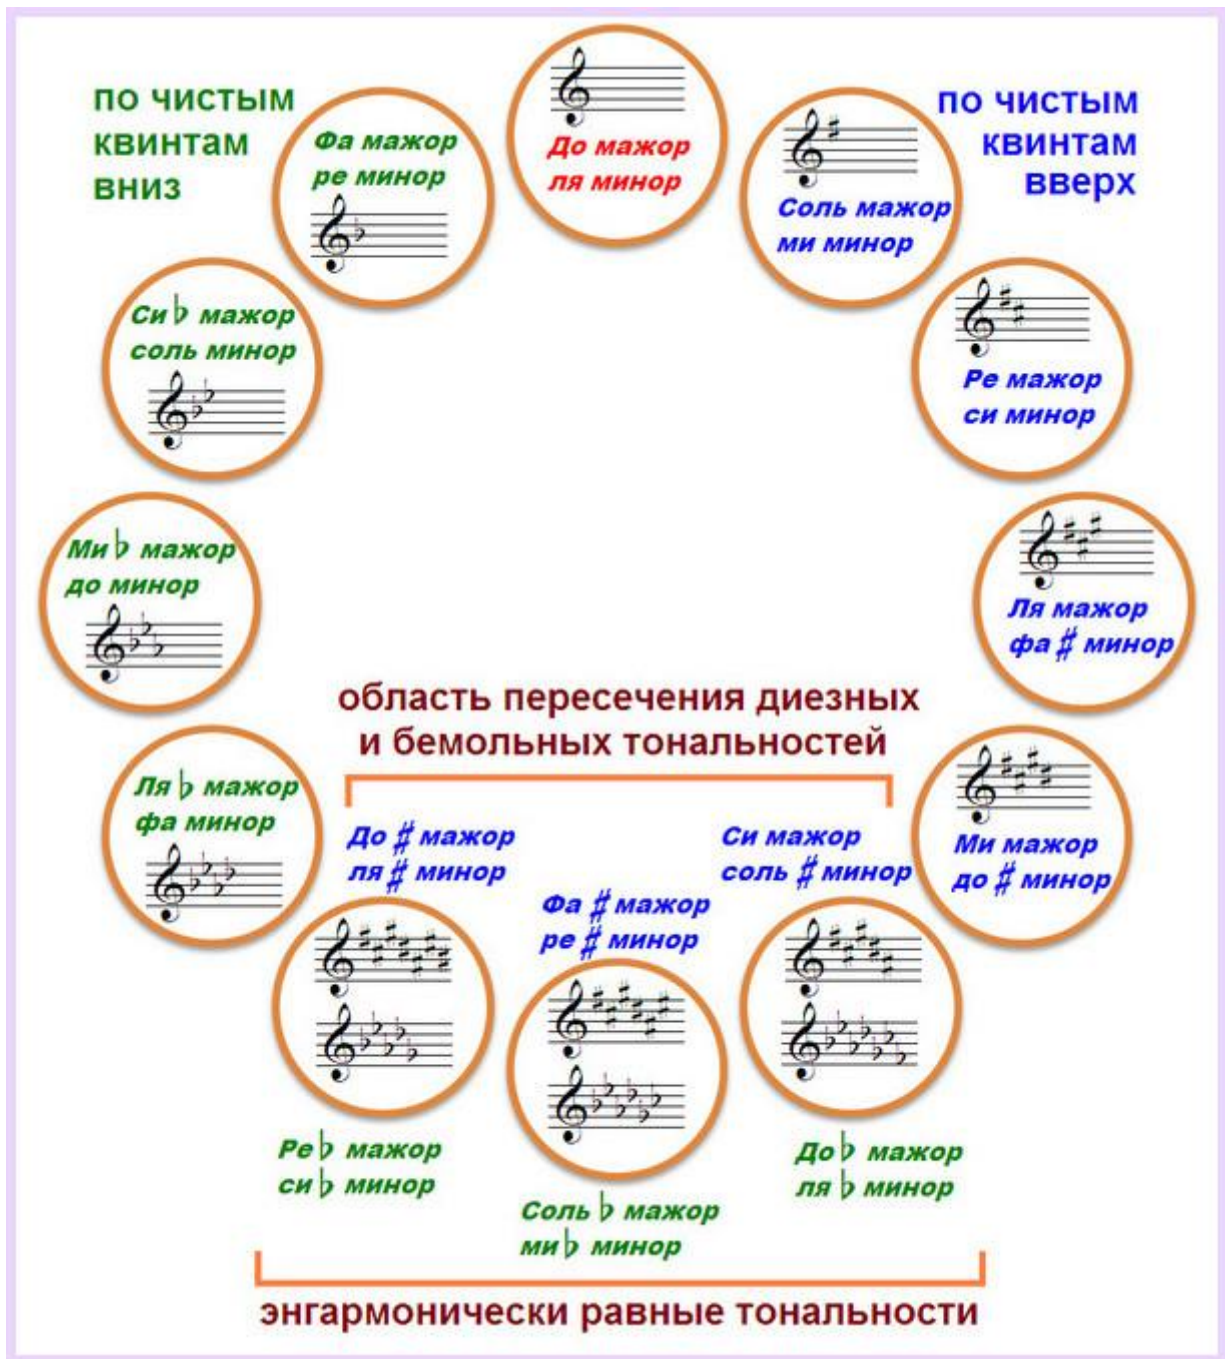 по чистым
квинтам
вниз
по чистым
квинтам
вверх
До мажор
ля минор
Соль мажор
ми минор
Ре мажор
си минор
Ля мажор
фа ♯ минор
Ми мажор
до ♯ минор
Фа мажор
ре минор
Си ♭ мажор
соль минор
Ми ♭ мажор
до минор
Ля ♭ мажор
фа минор
область пересечения диезных
и бемольных тональностей
До ♯ мажор
ля ♯ минор
Фа ♯ мажор
ре ♯ минор
Си мажор
соль ♯ минор
Ре ♭ мажор
си ♭ минор
Соль ♭ мажор
ми ♭ минор
До ♭ мажор
ля ♭ минор
энгармонически равные тональности